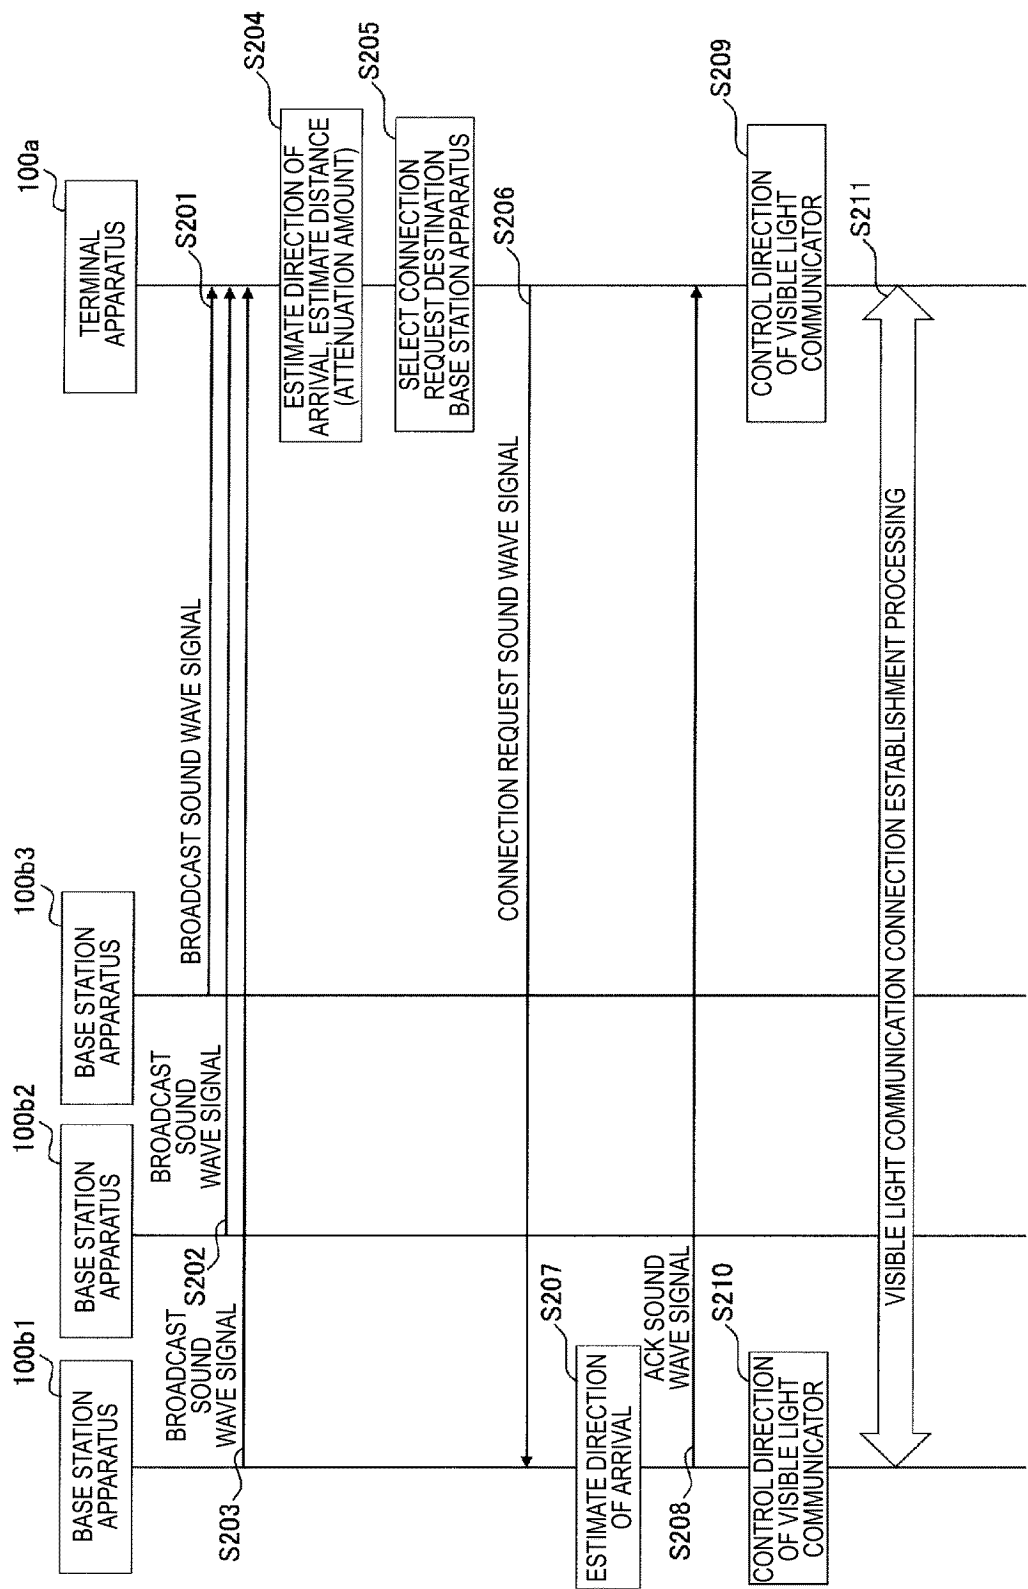 100b1
BASE STATION
APPARATUS
100b2
BASE STATION
APPARATUS
100b3
BASE STATION
APPARATUS
100a
TERMINAL
APPARATUS
BROADCAST SOUND WAVE SIGNAL
S201
BROADCAST
SOUND
WAVE SIGNAL
S202
BROADCAST
SOUND
WAVE SIGNAL
S203
S204
ESTIMATE DIRECTION OF
ARRIVAL, ESTIMATE DISTANCE
(ATTENUATION AMOUNT)
S205
SELECT CONNECTION
REQUEST DESTINATION
BASE STATION APPARATUS
CONNECTION REQUEST SOUND WAVE SIGNAL
S206
S207
ESTIMATE DIRECTION
OF ARRIVAL
ACK SOUND
WAVE SIGNAL
S208
S210
CONTROL DIRECTION
OF VISIBLE LIGHT
COMMUNICATOR
S209
CONTROL DIRECTION
OF VISIBLE LIGHT
COMMUNICATOR
S211
VISIBLE LIGHT COMMUNICATION CONNECTION ESTABLISHMENT PROCESSING